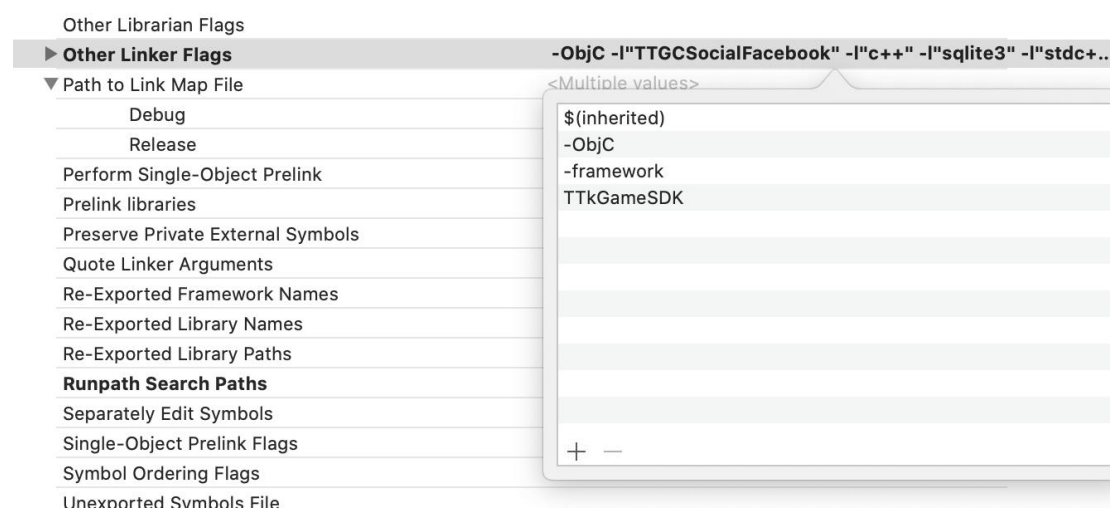 Other Librarian Flags
Other Linker Flags -ObjC -l"TTGCSocialFacebook" -l"c++" -l"sqlite3" -l"stdc+...
Path to Link Map File <Multiple values>
Debug
Release
Perform Single-Object Prelink
Prelink libraries
Preserve Private External Symbols
Quote Linker Arguments
Re-Exported Framework Names
Re-Exported Library Names
Re-Exported Library Paths
Runpath Search Paths
Separately Edit Symbols
Single-Object Prelink Flags
Symbol Ordering Flags
Unexported Symbols File
$(inherited)
-ObjC
-framework
TTkGameSDK